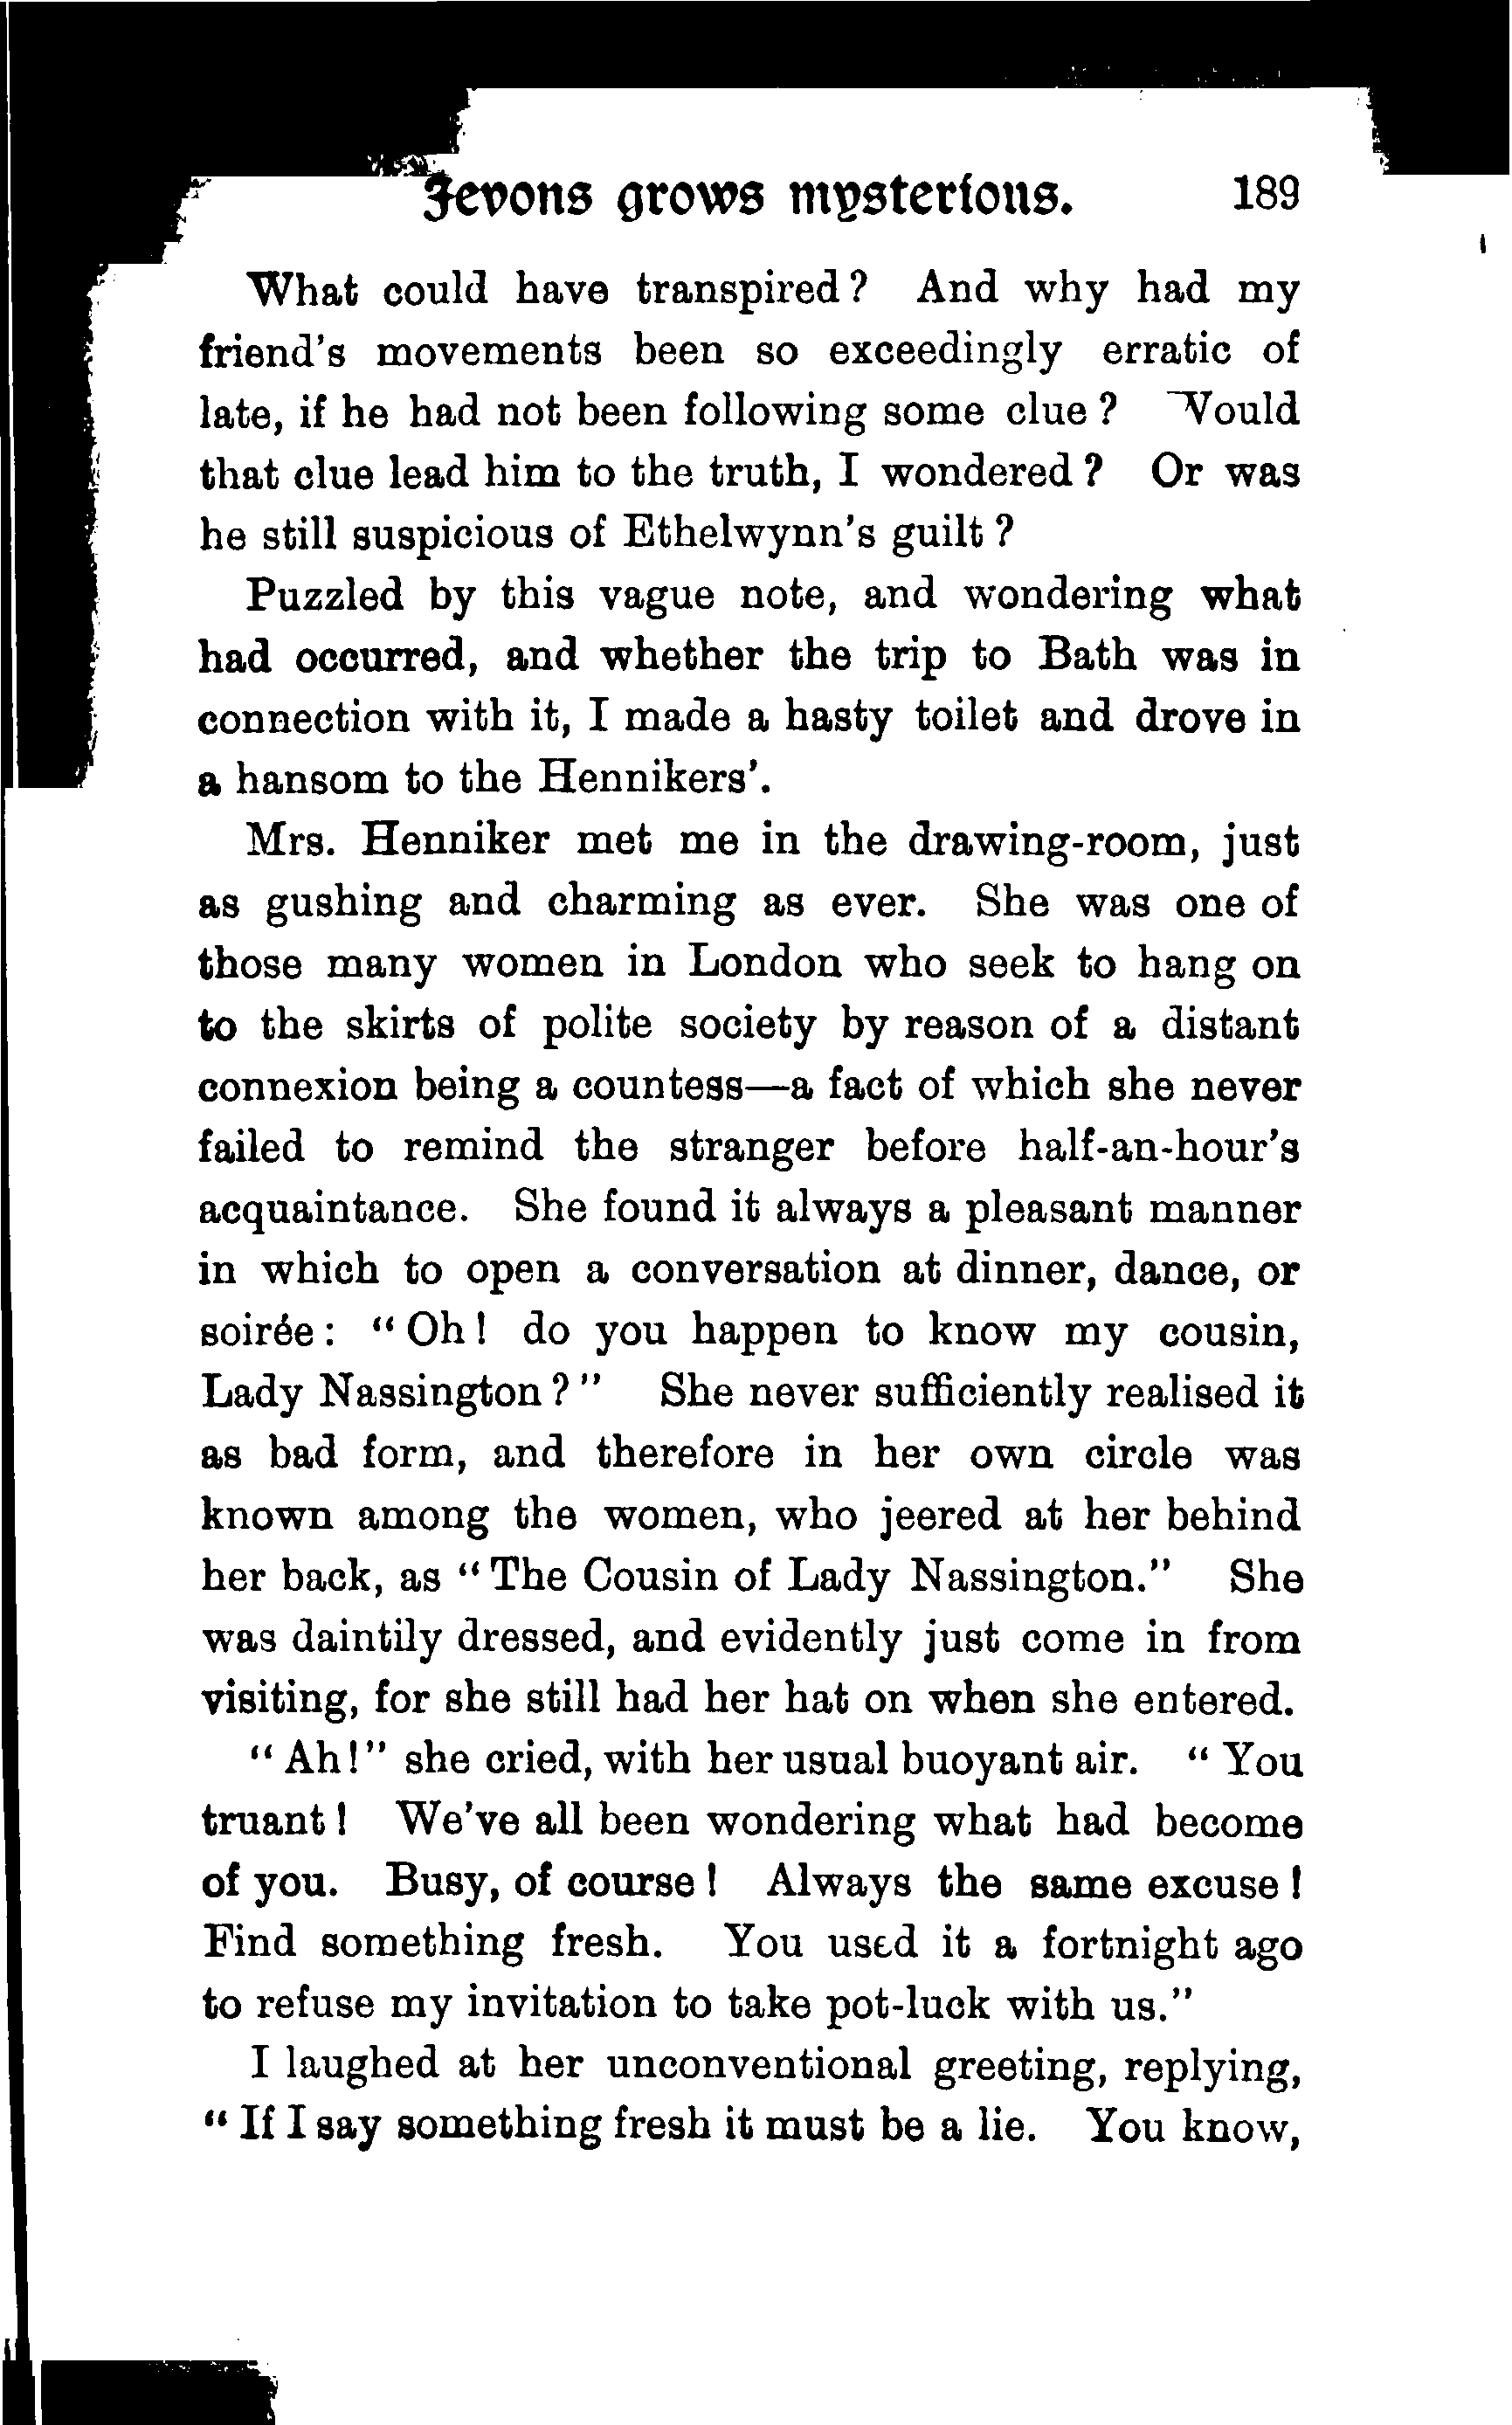 Jevons grows mysterious. 189
What could have transpired? And why had my
friend's movements been so exceedingly erratic of
late, if he had not been following some clue? Would
that clue lead him to the truth, I wondered? Or was
he still suspicious of Ethelwynn's guilt?
Puzzled by this vague note, and wondering what
had occurred, and whether the trip to Bath was in
connection with it, I made a hasty toilet and drove in
a hansom to the Hennikers'.
Mrs. Henniker met me in the drawing-room, just
as gushing and charming as ever. She was one of
those many women in London who seek to hang on
to the skirts of polite society by reason of a distant
connexion being a countess—a fact of which she never
failed to remind the stranger before half-an-hour's
acquaintance. She found it always a pleasant manner
in which to open a conversation at dinner, dance, or
soirée: "Oh! do you happen to know my cousin,
Lady Nassington?" She never sufficiently realised it
as bad form, and therefore in her own circle was
known among the women, who jeered at her behind
her back, as "The Cousin of Lady Nassington." She
was daintily dressed, and evidently just come in from
visiting, for she still had her hat on when she entered.
"Ah!" she cried, with her usual buoyant air. "You
truant! We've all been wondering what had become
of you. Busy, of course! Always the same excuse!
Find something fresh. You used it a fortnight ago
to refuse my invitation to take pot-luck with us."
I laughed at her unconventional greeting, replying,
"If I say something fresh it must be a lie. You know,